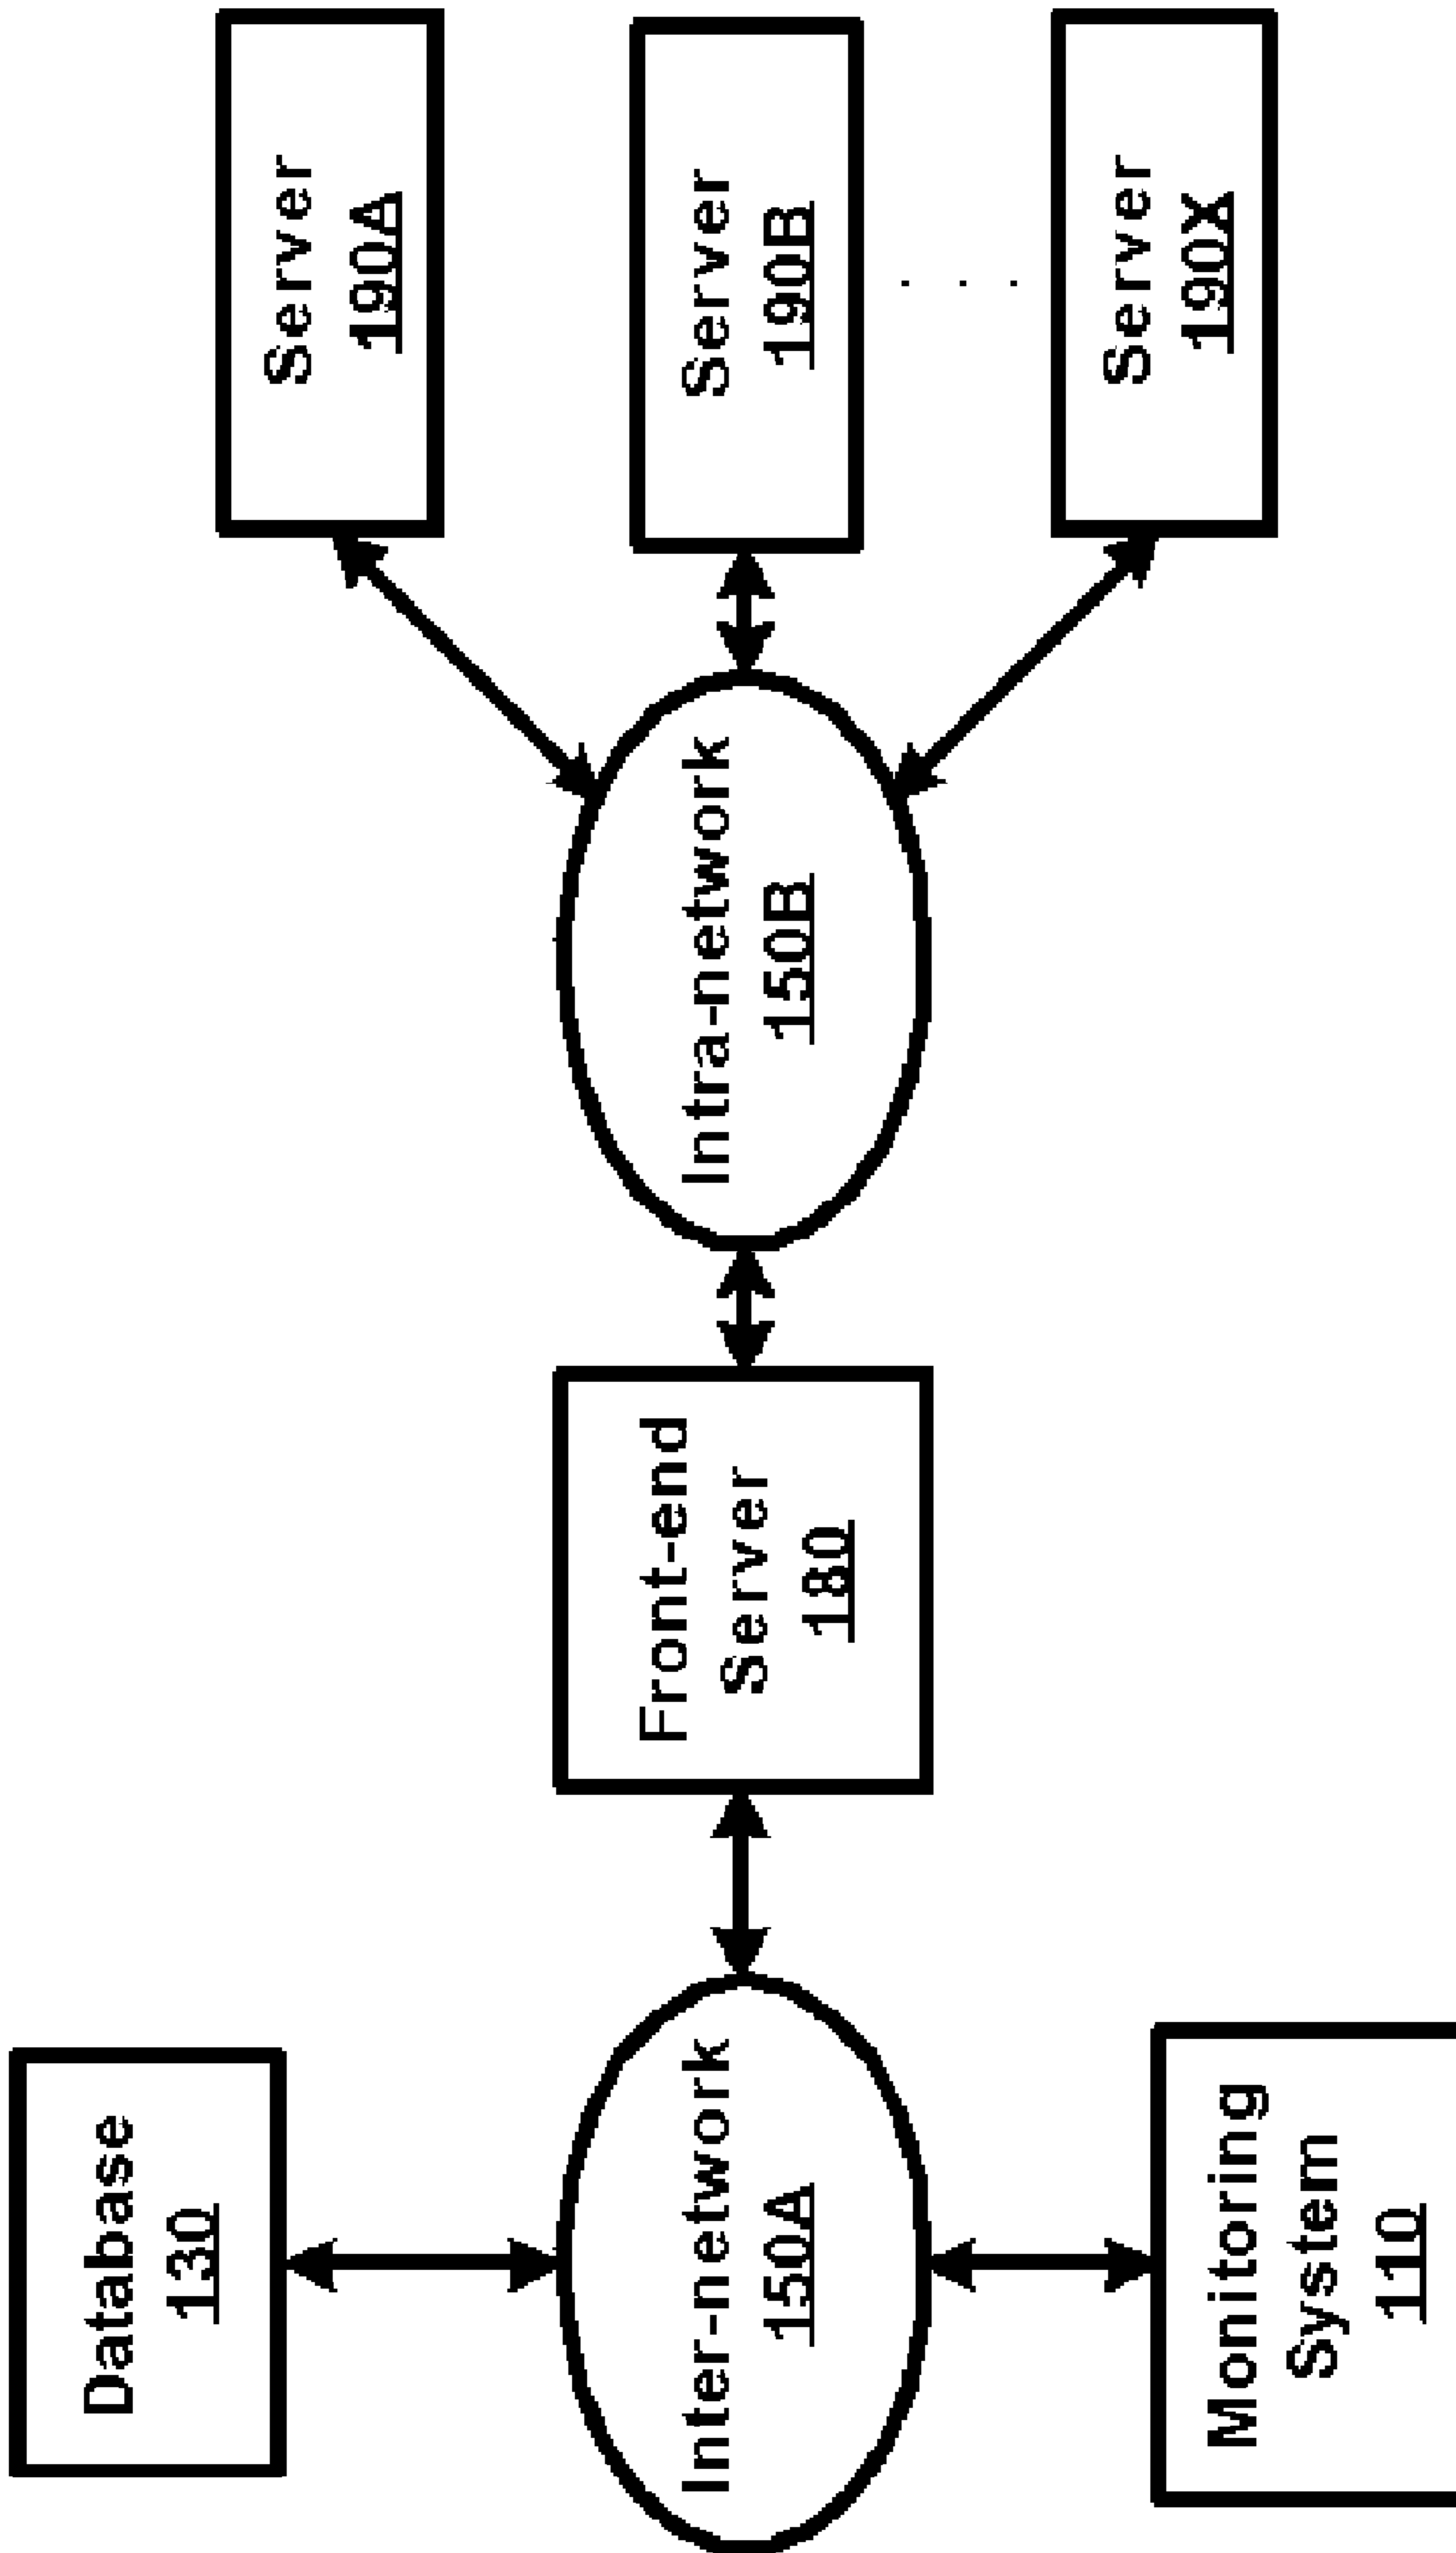 Database
130
Inter-network
150A
Monitoring
System
110
Front-end
Server
180
Intra-network
150B
Server
190A
Server
190B
. . .
Server
190X